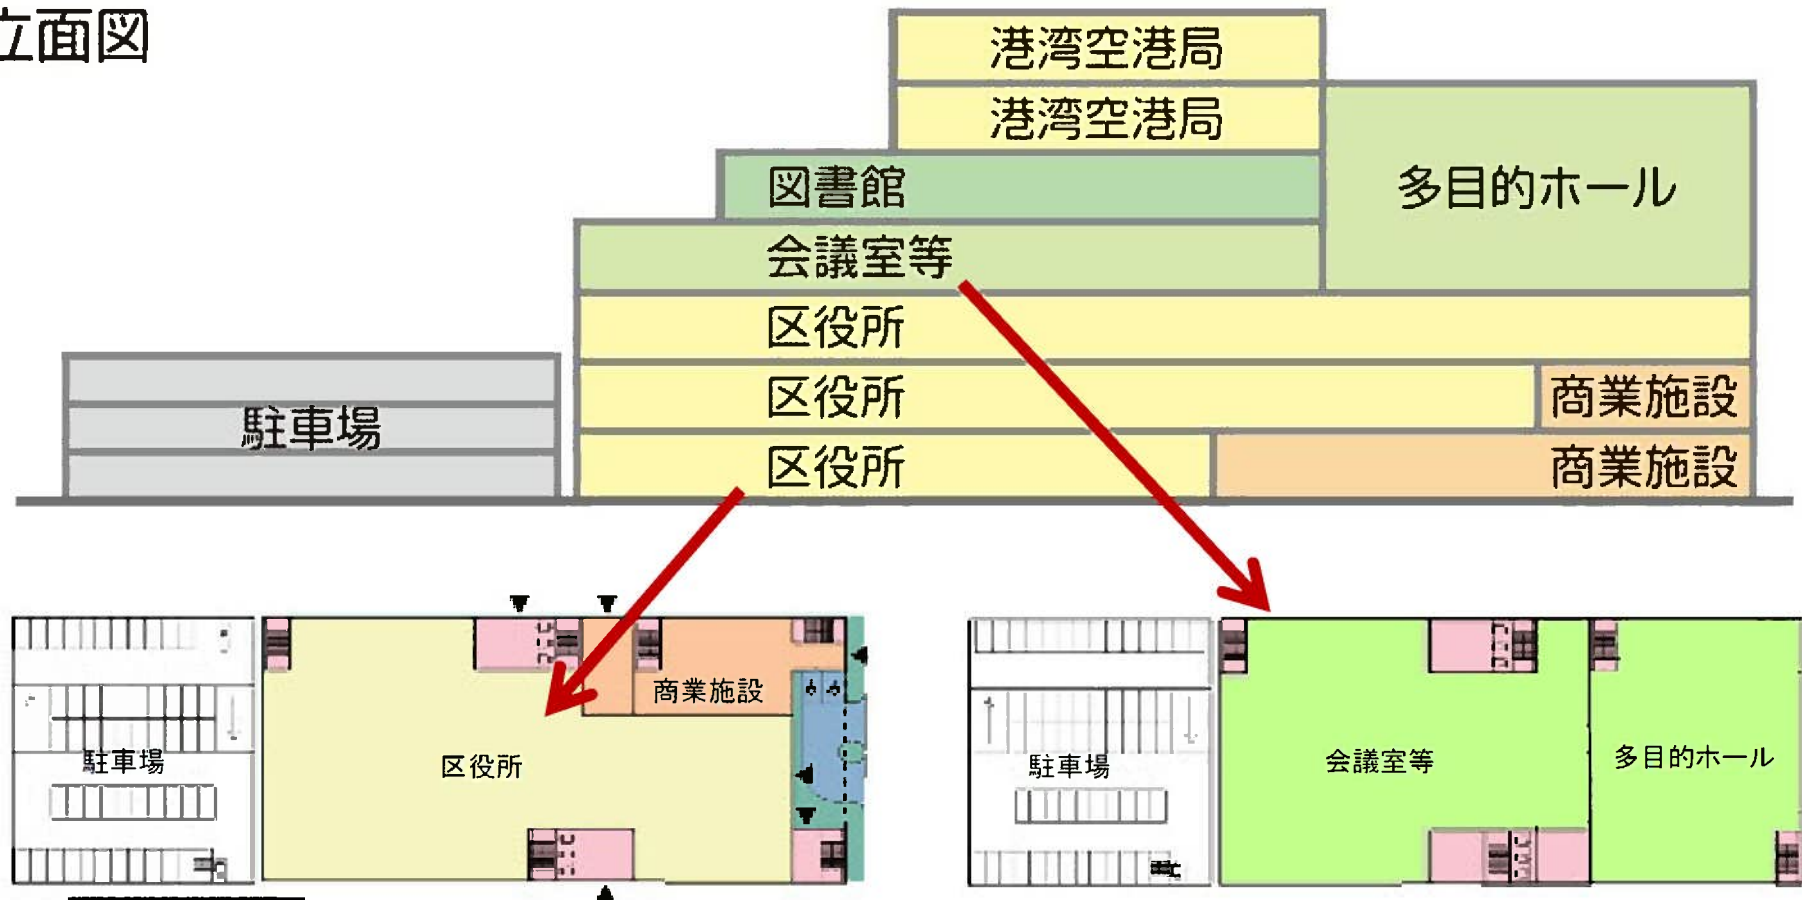 立面図
港湾空港局
港湾空港局
図書館
多目的ホール
会議室等
区役所
区役所
商業施設
駐車場
区役所
商業施設
商業施設
駐車場
区役所
駐車場
会議室等
多目的ホール